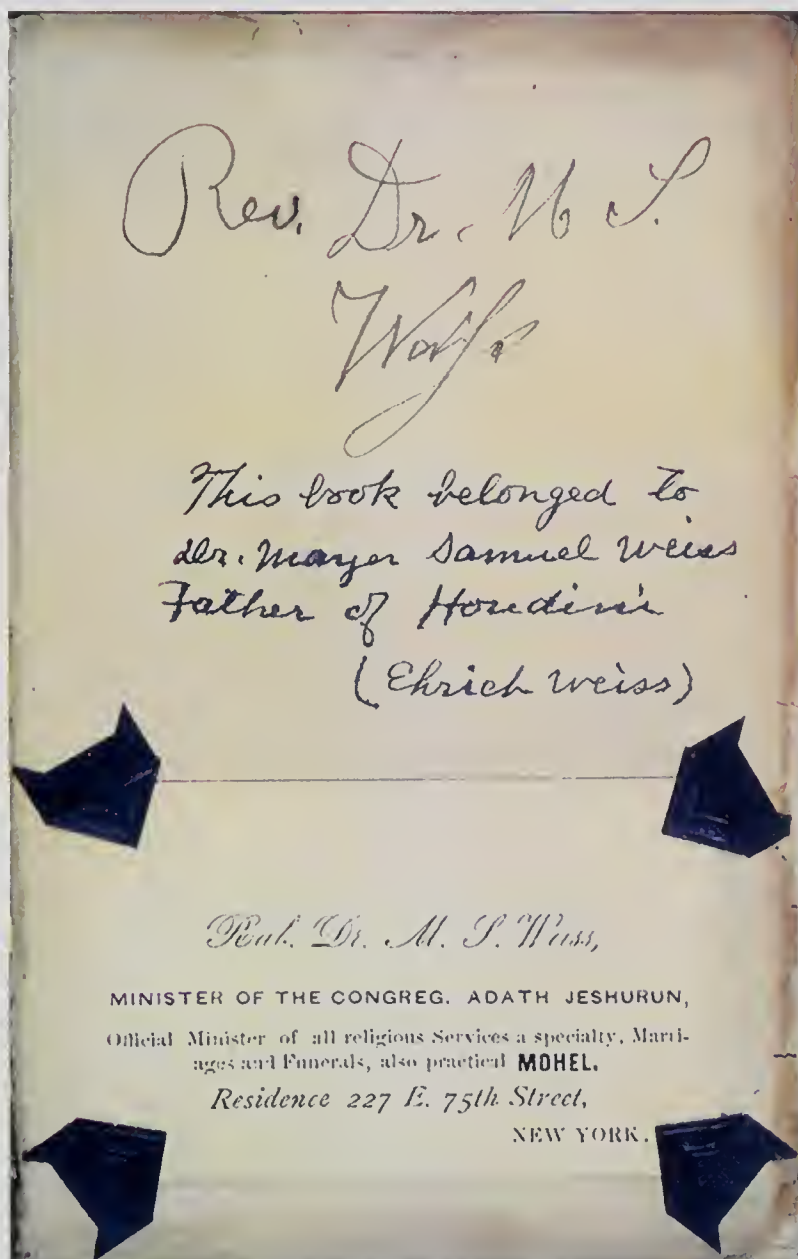 Rev. Dr. M S.
This book belonged to
Dr. Mayer Samuel Weiss
Father of Houdini
(Ehrich Weiss)
Rab. Dr. M. S. Weiss,
MINISTER OF THE CONGREG. ADATH JESHURUN,
Official Minister of all religious Services a specialty, Marri-
ages and Funerals, also practical MOHEL.
Residence 227 E. 75th Street,
NEW YORK.